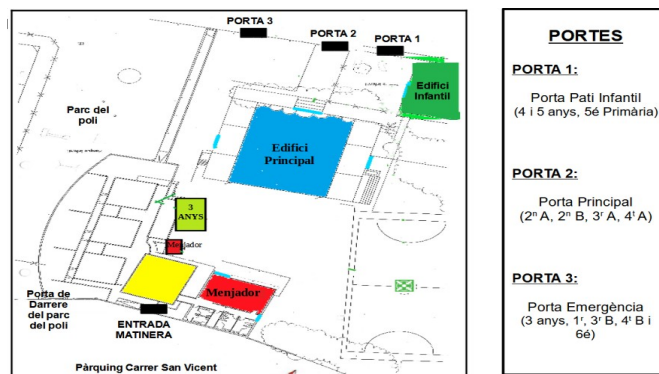 PORTA 3
PORTA 2
PORTA 1
Edifici
Infantil
Parc del
poli
Edifici
Principal
3
ANYS
Menjador
Menjador
Porta de
Darrere del
parc del poli
ENTRADA
MATINERA
Pàrquing Carrer San Vicent
PORTES
PORTA 1:
Porta Pati Infantil
(4 i 5 anys, 5é Primària)
PORTA 2:
Porta Principal
(2ⁿ A, 2ⁿ B, 3ʳ A, 4ᵗ A)
PORTA 3:
Porta Emergència
(3 anys, 1ʳ, 3ʳ B, 4ᵗ B i
6é)